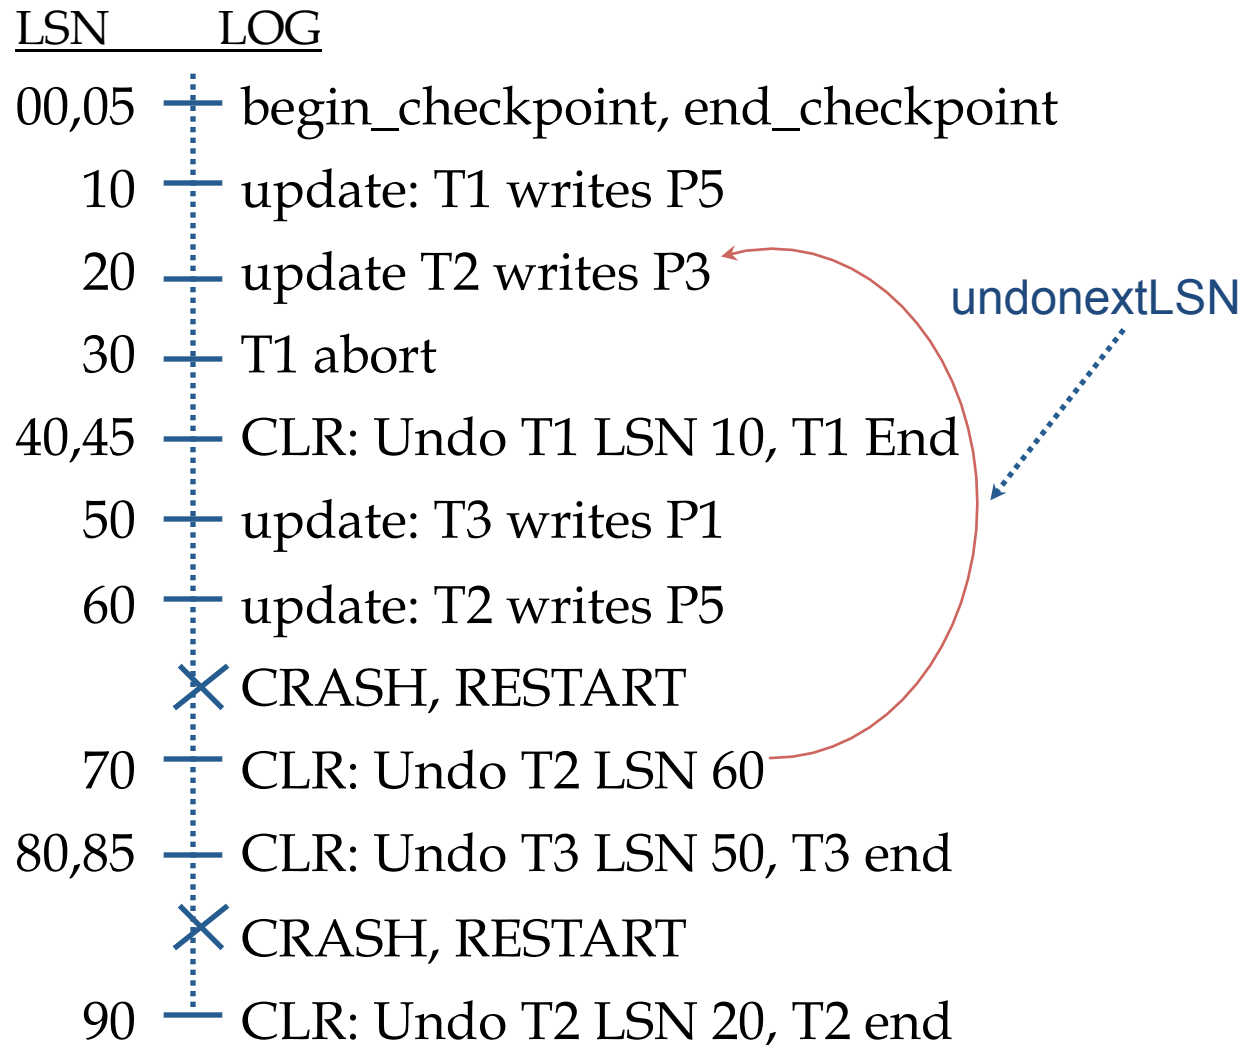 LSN LOG
00,05 begin_checkpoint, end_checkpoint
10 update: T1 writes P5
20 update T2 writes P3
undonextLSN
30 T1 abort
40,45 CLR: Undo T1 LSN 10, T1 End
50 update: T3 writes P1
60 update: T2 writes P5
CRASH, RESTART
70 CLR: Undo T2 LSN 60
80,85 CLR: Undo T3 LSN 50, T3 end
CRASH, RESTART
90 CLR: Undo T2 LSN 20, T2 end